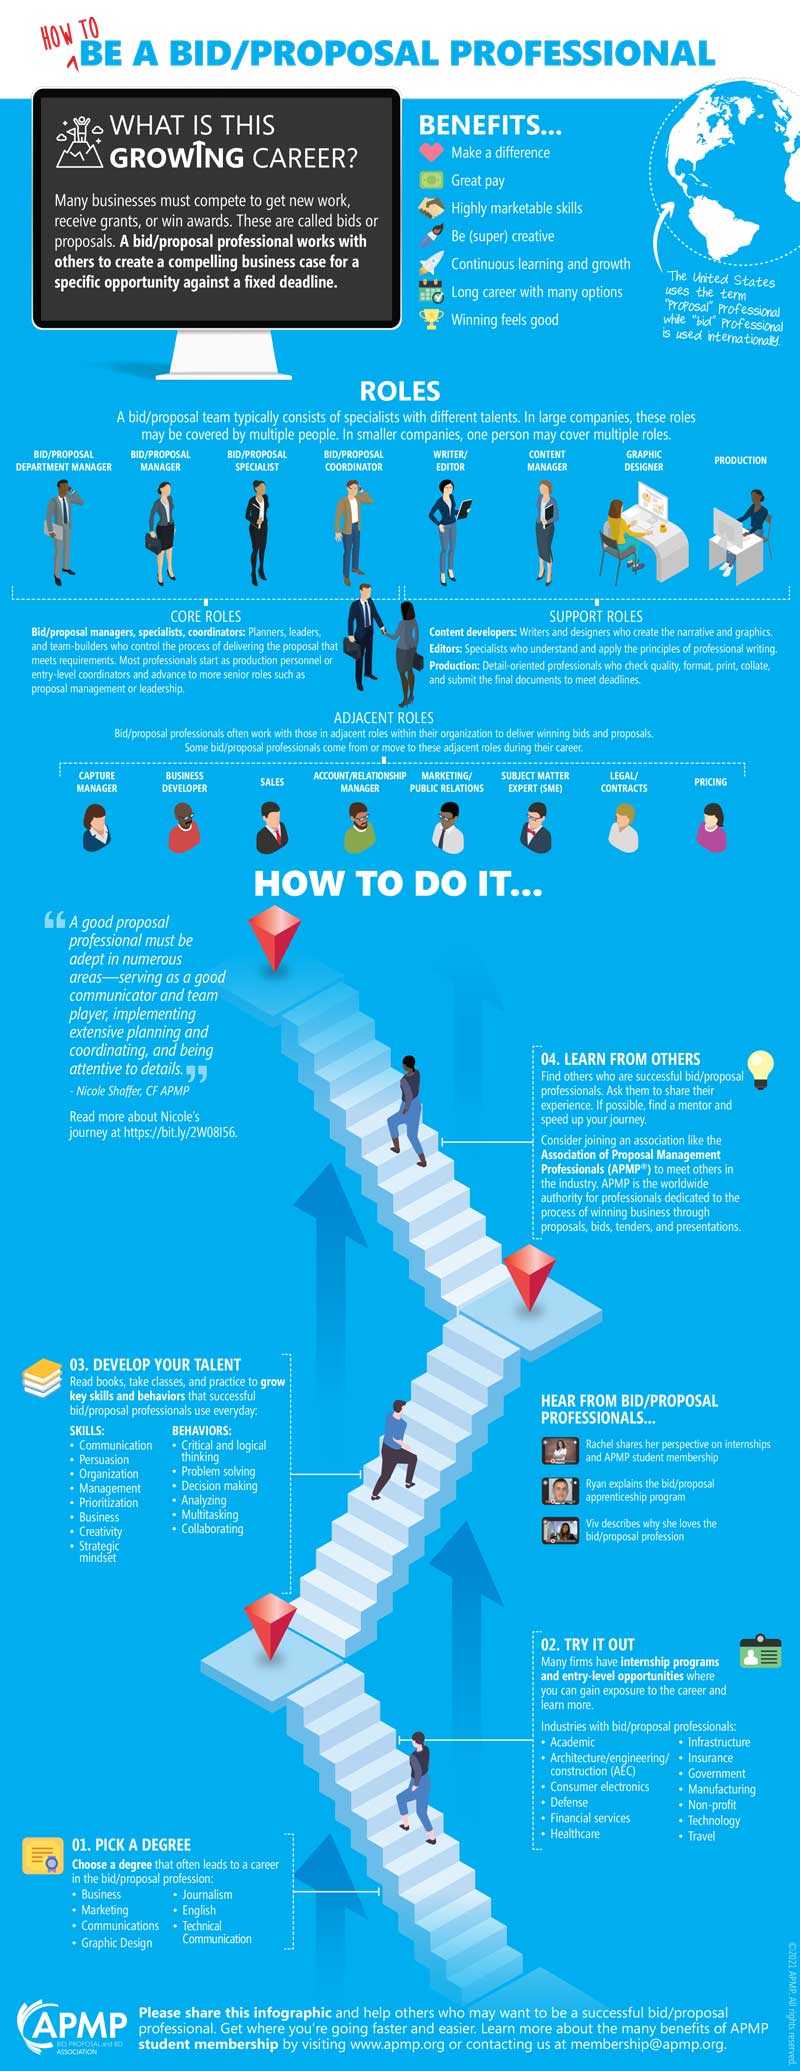 HOW TO
BE A BID/PROPOSAL PROFESSIONAL
WHAT IS THIS
GROWING CAREER?
Many businesses must compete to get new work,
receive grants, or win awards. These are called bids or
proposals. A bid/proposal professional works with
others to create a compelling business case for a
specific opportunity against a fixed deadline.
BENEFITS...
Make a difference
Great pay
Highly marketable skills
Be (super) creative
Continuous learning and growth
Long career with many options
Winning feels good
The United States
uses the term
"proposal" professional
while "bid" professional
is used internationally.
ROLES
A bid/proposal team typically consists of specialists with different talents. In large companies, these roles
may be covered by multiple people. In smaller companies, one person may cover multiple roles.
BID/PROPOSAL
DEPARTMENT MANAGER
BID/PROPOSAL
MANAGER
BID/PROPOSAL
SPECIALIST
BID/PROPOSAL
COORDINATOR
WRITER/
EDITOR
CONTENT
MANAGER
GRAPHIC
DESIGNER
PRODUCTION
CORE ROLES
Bid/proposal managers, specialists, coordinators: Planners, leaders,
and team-builders who control the process of delivering the proposal that
meets requirements. Most professionals start as production personnel or
entry-level coordinators and advance to more senior roles such as
proposal management or leadership.
SUPPORT ROLES
Content developers: Writers and designers who create the narrative and graphics.
Editors: Specialists who understand and apply the principles of professional writing.
Production: Detail-oriented professionals who check quality, format, print, collate,
and submit the final documents to meet deadlines.
ADJACENT ROLES
Bid/proposal professionals often work with those in adjacent roles within their organization to deliver winning bids and proposals.
Some bid/proposal professionals come from or move to these adjacent roles during their career.
CAPTURE
MANAGER
BUSINESS
DEVELOPER
SALES
ACCOUNT/RELATIONSHIP
MANAGER
MARKETING/
PUBLIC RELATIONS
SUBJECT MATTER
EXPERT (SME)
LEGAL/
CONTRACTS
PRICING
HOW TO DO IT...
"A good proposal
professional must be
adept in numerous
areas—serving as a good
communicator and team
player, implementing
extensive planning and
coordinating, and being
attentive to details."
- Nicole Shaffer, CF APMP
Read more about Nicole's
journey at https://bit.ly/2W08I56.
04. LEARN FROM OTHERS
Find others who are successful bid/proposal
professionals. Ask them to share their
experience. If possible, find a mentor and
speed up your journey.
Consider joining an association like the
Association of Proposal Management
Professionals (APMP®) to meet others in
the industry. APMP is the worldwide
authority for professionals dedicated to the
process of winning business through
proposals, bids, tenders, and presentations.
03. DEVELOP YOUR TALENT
Read books, take classes, and practice to grow
key skills and behaviors that successful
bid/proposal professionals use everyday:
SKILLS:
• Communication
• Persuasion
• Organization
• Management
• Prioritization
• Business
• Creativity
• Strategic
mindset
BEHAVIORS:
• Critical and logical
thinking
• Problem solving
• Decision making
• Analyzing
• Multitasking
• Collaborating
HEAR FROM BID/PROPOSAL
PROFESSIONALS...
Rachel shares her perspective on internships
and APMP student membership
Ryan explains the bid/proposal
apprenticeship program
Viv describes why she loves the
bid/proposal profession
02. TRY IT OUT
Many firms have internship programs
and entry-level opportunities where
you can gain exposure to the career and
learn more.
Industries with bid/proposal professionals:
• Academic
• Architecture/engineering/
construction (AEC)
• Consumer electronics
• Defense
• Financial services
• Healthcare
• Infrastructure
• Insurance
• Government
• Manufacturing
• Non-profit
• Technology
• Travel
01. PICK A DEGREE
Choose a degree that often leads to a career
in the bid/proposal profession:
• Business
• Marketing
• Communications
• Graphic Design
• Journalism
• English
• Technical
Communication
APMP
BID PROPOSAL and BD
ASSOCIATION
Please share this infographic and help others who may want to be a successful bid/proposal
professional. Get where you're going faster and easier. Learn more about the many benefits of APMP
student membership by visiting www.apmp.org or contacting us at membership@apmp.org.
©2021 APMP. All rights reserved.